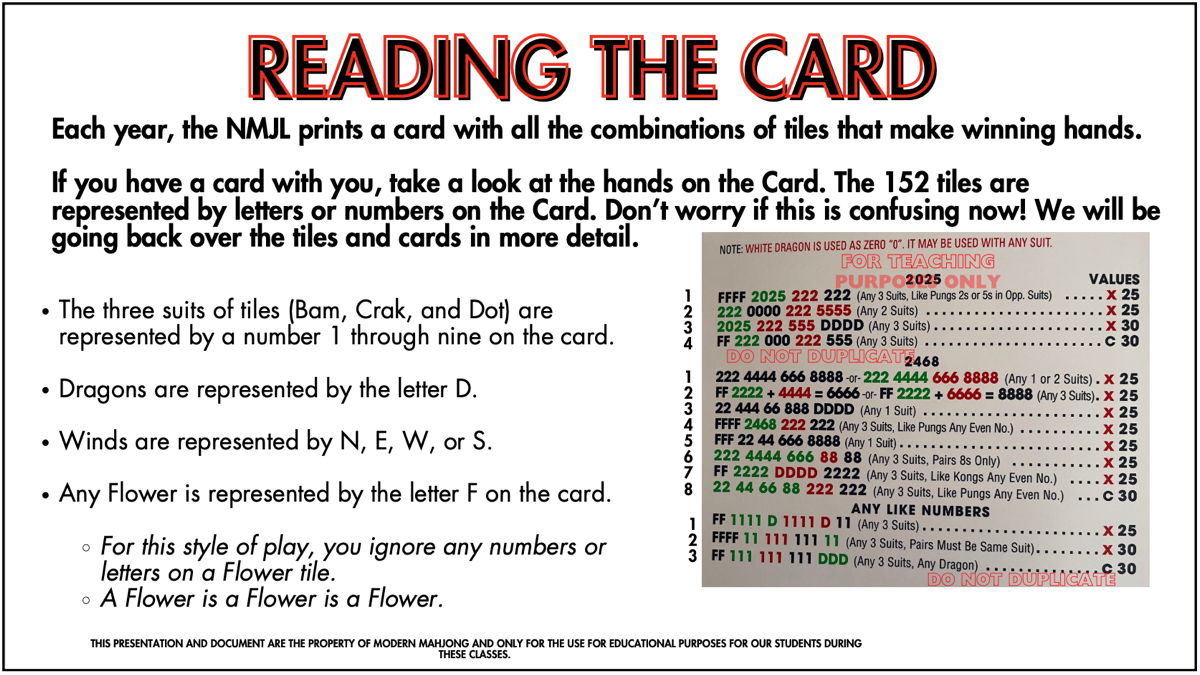 READING THE CARD
Each year, the NMJL prints a card with all the combinations of tiles that make winning hands.
If you have a card with you, take a look at the hands on the Card. The 152 tiles are
represented by letters or numbers on the Card. Don't worry if this is confusing now! We will be
going back over the tiles and cards in more detail.
• The three suits of tiles (Bam, Crak, and Dot) are
represented by a number 1 through nine on the card.
• Dragons are represented by the letter D.
• Winds are represented by N, E, W, or S.
• Any Flower is represented by the letter F on the card.
◦ For this style of play, you ignore any numbers or
letters on a Flower tile.
◦ A Flower is a Flower is a Flower.
NOTE: WHITE DRAGON IS USED AS ZERO "0". IT MAY BE USED WITH ANY SUIT.
FOR TEACHING
PURPOSES ONLY
2025 VALUES
1 FFFF 2025 222 222 (Any 3 Suits, Like Pungs 2s or 5s in Opp. Suits) ..... X 25
2 222 0000 222 5555 (Any 2 Suits) ..... X 25
3 2025 222 555 DDDD (Any 3 Suits) ..... X 30
4 FF 222 000 222 555 (Any 3 Suits) ..... C 30
DO NOT DUPLICATE
2468
1 222 4444 666 8888 -or- 222 4444 666 8888 (Any 1 or 2 Suits) . X 25
2 FF 2222 + 4444 = 6666 -or- FF 2222 + 6666 = 8888 (Any 3 Suits). X 25
3 22 444 66 888 DDDD (Any 1 Suit) ..... X 25
4 FFFF 2468 222 222 (Any 3 Suits, Like Pungs Any Even No.) ..... X 25
5 FFF 22 44 666 8888 (Any 1 Suit) ..... X 25
6 222 4444 666 88 88 (Any 3 Suits, Pairs 8s Only) ..... X 25
7 FF 2222 DDDD 2222 (Any 3 Suits, Like Kongs Any Even No.) ..... X 25
8 22 44 66 88 222 222 (Any 3 Suits, Like Pungs Any Even No.) ... C 30
ANY LIKE NUMBERS
1 FF 1111 D 1111 D 11 (Any 3 Suits) ..... X 25
2 FFFF 11 111 111 11 (Any 3 Suits, Pairs Must Be Same Suit) ..... X 30
3 FF 111 111 111 DDD (Any 3 Suits, Any Dragon) ..... C 30
DO NOT DUPLICATE
THIS PRESENTATION AND DOCUMENT ARE THE PROPERTY OF MODERN MAHJONG AND ONLY FOR THE USE FOR EDUCATIONAL PURPOSES FOR OUR STUDENTS DURING
THESE CLASSES.